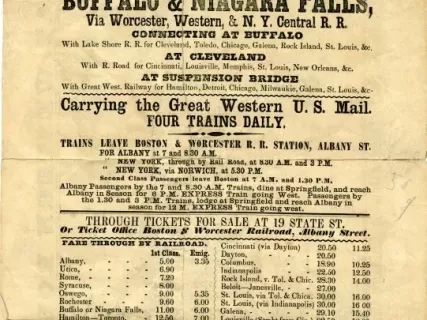 BUFFALO & NIAGARA FALLS,
Via Worcester, Western, & N. Y. Central R. R.
CONNECTING AT BUFFALO
With Lake Shore R. R. for Cleveland, Toledo, Chicago, Galena, Rock Island, St. Louis, &c.
AT CLEVELAND
With R. Road for Cincinnati, Louisville, Memphis, St. Louis, New Orleans, &c.
AT SUSPENSION BRIDGE
With Great West. Railway for Hamilton, Detroit, Chicago, Milwaukie, Galena, St. Louis, &c.
Carrying the Great Western U. S. Mail.
FOUR TRAINS DAILY.
TRAINS LEAVE BOSTON & WORCESTER R. R. STATION, ALBANY ST.
FOR ALBANY at 7 and 8.30 A.M.
" NEW YORK, through by Rail Road, at 8.30 A.M. and 3 P.M.
" NEW YORK, via NORWICH, at 5.30 P.M.
Second Class Passengers leave Boston at 7 A.M. and 1.30 P.M.
Albany Passengers by the 7 and 8.30 A.M. Trains, dine at Springfield, and reach
Albany in Season for 6 P.M. EXPRESS Train going West. Passengers by
the 1.30 and 3 P.M. Trains, lodge at Springfield and reach Albany in
season for 12 M. EXPRESS Train going west.
THROUGH TICKETS FOR SALE AT 19 STATE ST.
Or Ticket Office Boston & Worcester Railroad, Albany Street.
FARE THROUGH BY RAILROAD.
1st Class. Emig.
Albany, 5.00 3.35
Utica, 6.90
Rome, 7.20
Syracuse, 8.00
Oswego, 9.00 5.35
Rochester 9.60 6.00
Buffalo or Niagara Falls, 11.00 6.00
Hamilton—Toronto, 12.50 7.00
Cincinnati (via Dayton) 20.50 11.25
Dayton, 20.50
Columbus, 18.90 10.25
Indianapolis 22.50 12.50
Rock Island, v. Tol. & Chic. 28.30 14.00
Beloit—Janesville, 27.00
St. Louis, via Tol. & Chica. 30.00 16.00
St. Louis, (via Indianapolis) 30.00 16.00
Galena, 29.10 15.40